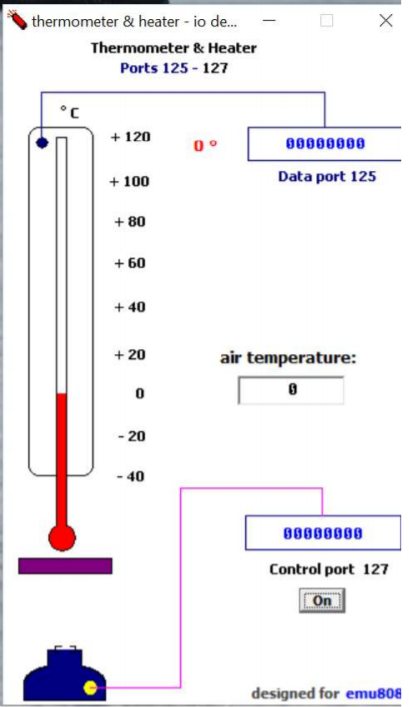 thermometer & heater - io de...
Thermometer & Heater
Ports 125 - 127
°C
+ 120
0 °
00000000
Data port 125
+ 100
+ 80
+ 60
+ 40
+ 20
air temperature:
0
0
- 20
- 40
00000000
Control port 127
On
designed for emu808